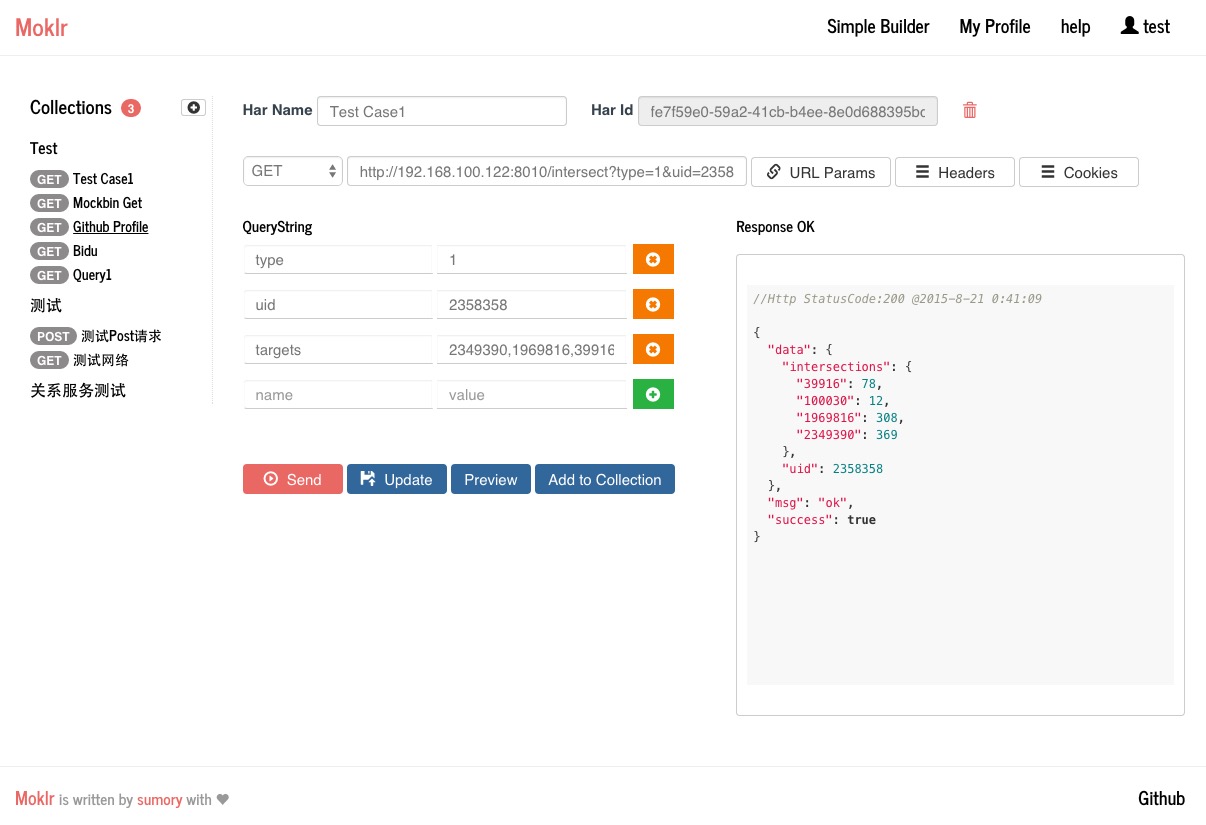 Moklr
Simple Builder My Profile help test
Collections 3
Test
GET Test Case1
GET Mockbin Get
GET Github Profile
GET Bidu
GET Query1
测试
POST 测试Post请求
GET 测试网络
关系服务测试
Har Name Test Case1 Har Id fe7f59e0-59a2-41cb-b4ee-8e0d688395bc
GET http://192.168.100.122:8010/intersect?type=1&uid=2358 URL Params Headers Cookies
QueryString
type 1
uid 2358358
targets 2349390,1969816,39916
name value
Send Update Preview Add to Collection
Response OK
//Http StatusCode:200 @2015-8-21 0:41:09
{
"data": {
"intersections": {
"39916": 78,
"100030": 12,
"1969816": 308,
"2349390": 369
},
"uid": 2358358
},
"msg": "ok",
"success": true
}
Moklr is written by sumory with ❤
Github